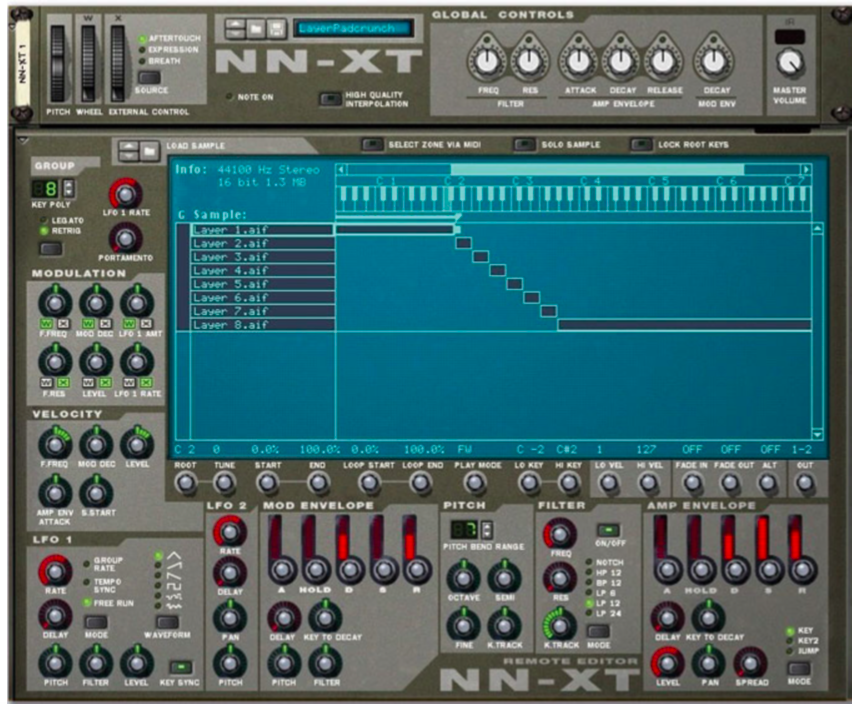 GLOBAL CONTROLS
W X
AFTERTOUCH
EXPRESSION
BREATH
SOURCE
PITCH WHEEL EXTERNAL CONTROL
NN-XT 1
LayerPadcrunch
NN-XT
NOTE ON
HIGH QUALITY INTERPOLATION
FREQ RES ATTACK DECAY RELEASE DECAY
FILTER AMP ENVELOPE MOD ENV
MASTER VOLUME
LOAD SAMPLE SELECT ZONE VIA MIDI SOLO SAMPLE LOCK ROOT KEYS
GROUP
8
KEY POLY
LFO 1 RATE
LEGATO
RETRIG
PORTAMENTO
Info: 44100 Hz Stereo
16 bit 1.3 MB
C 1 C 2 C 3 C 4 C 5 C 6 C 7
G Sample:
Layer 1.aif
Layer 2.aif
Layer 3.aif
Layer 4.aif
Layer 5.aif
Layer 6.aif
Layer 7.aif
Layer 8.aif
C 2 0 0.0% 100.0% 0.0% 100.0% FW C -2 C#2 1 127 OFF OFF OFF 1-2
ROOT TUNE START END LOOP START LOOP END PLAY MODE LO KEY HI KEY LO VEL HI VEL FADE IN FADE OUT ALT OUT
MODULATION
W X W X W X
F.FREQ MOD DEC LFO 1 AMT
W X W X W X
F.RES LEVEL LFO 1 RATE
VELOCITY
F.FREQ MOD DEC LEVEL
AMP ENV ATTACK S.START
LFO 1
RATE
GROUP RATE
TEMPO SYNC
FREE RUN
DELAY MODE WAVEFORM
PITCH FILTER LEVEL KEY SYNC
LFO 2
RATE
DELAY
PAN
PITCH
MOD ENVELOPE
A HOLD D S R
DELAY KEY TO DECAY
PITCH FILTER
PITCH
7
PITCH BEND RANGE
OCTAVE SEMI
FINE K.TRACK
FILTER
FREQ ON/OFF
NOTCH
HP 12
BP 12
LP 6
LP 12
LP 24
RES
K.TRACK MODE
AMP ENVELOPE
A HOLD D S R
DELAY KEY TO DECAY
KEY
KEY2
JUMP
LEVEL PAN SPREAD MODE
REMOTE EDITOR
NN-XT